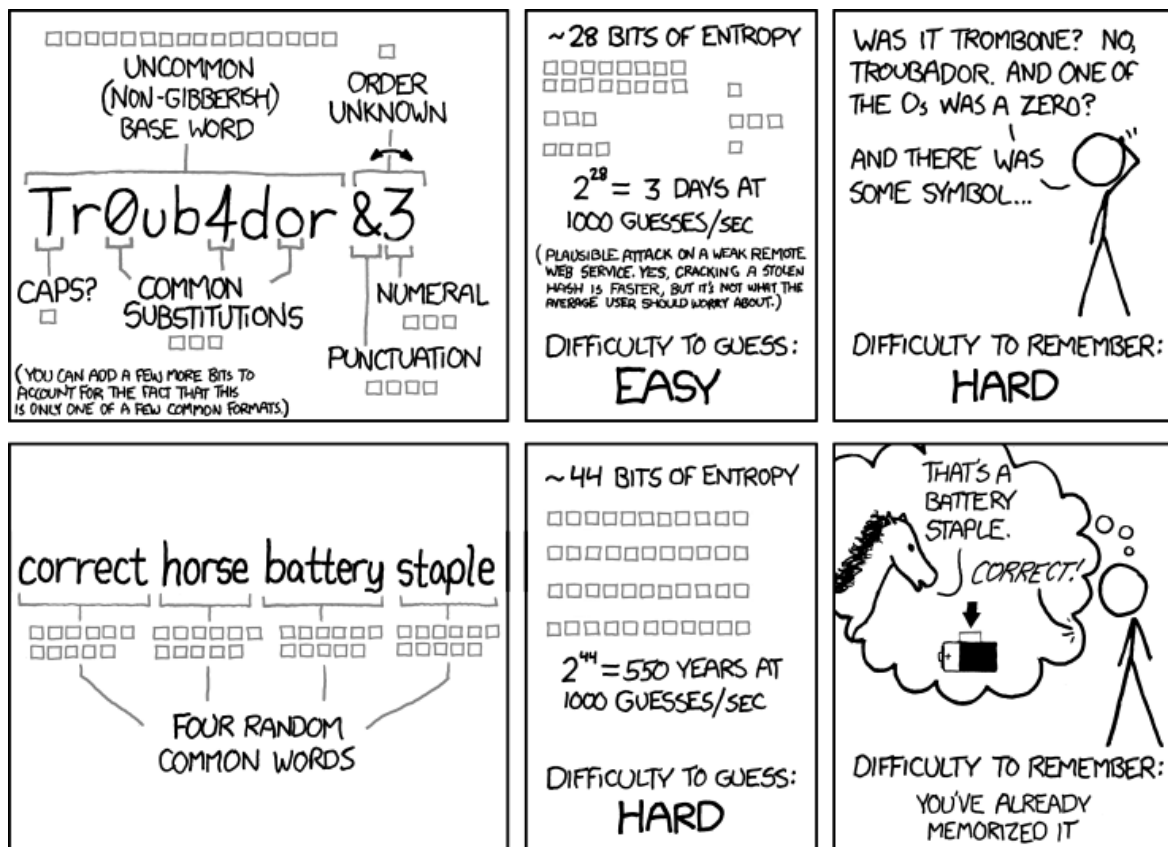 UNCOMMON
(NON-GIBBERISH)
BASE WORD
ORDER
UNKNOWN
Tr0ub4dor &3
CAPS?
COMMON
SUBSTITUTIONS
NUMERAL
PUNCTUATION
(YOU CAN ADD A FEW MORE BITS TO
ACCOUNT FOR THE FACT THAT THIS
IS ONLY ONE OF A FEW COMMON FORMATS.)
~28 BITS OF ENTROPY
2^28 = 3 DAYS AT
1000 GUESSES/SEC
(PLAUSIBLE ATTACK ON A WEAK REMOTE
WEB SERVICE. YES, CRACKING A STOLEN
HASH IS FASTER, BUT IT'S NOT WHAT THE
AVERAGE USER SHOULD WORRY ABOUT.)
DIFFICULTY TO GUESS:
EASY
WAS IT TROMBONE? NO,
TROUBADOR. AND ONE OF
THE Os WAS A ZERO?
AND THERE WAS
SOME SYMBOL...
DIFFICULTY TO REMEMBER:
HARD
correct horse battery staple
FOUR RANDOM
COMMON WORDS
~44 BITS OF ENTROPY
2^44 = 550 YEARS AT
1000 GUESSES/SEC
DIFFICULTY TO GUESS:
HARD
THAT'S A
BATTERY
STAPLE.
CORRECT!
+
DIFFICULTY TO REMEMBER:
YOU'VE ALREADY
MEMORIZED IT